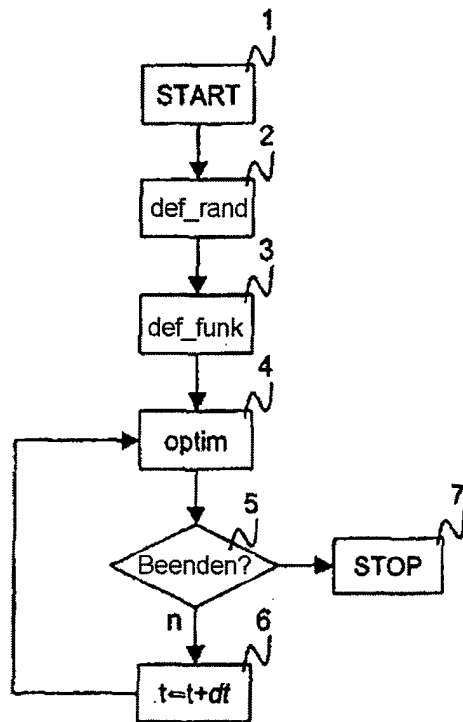 1
START
2
def_rand
3
def_funk
4
optim
5
7
Beenden?
STOP
n
6
t=t+dt